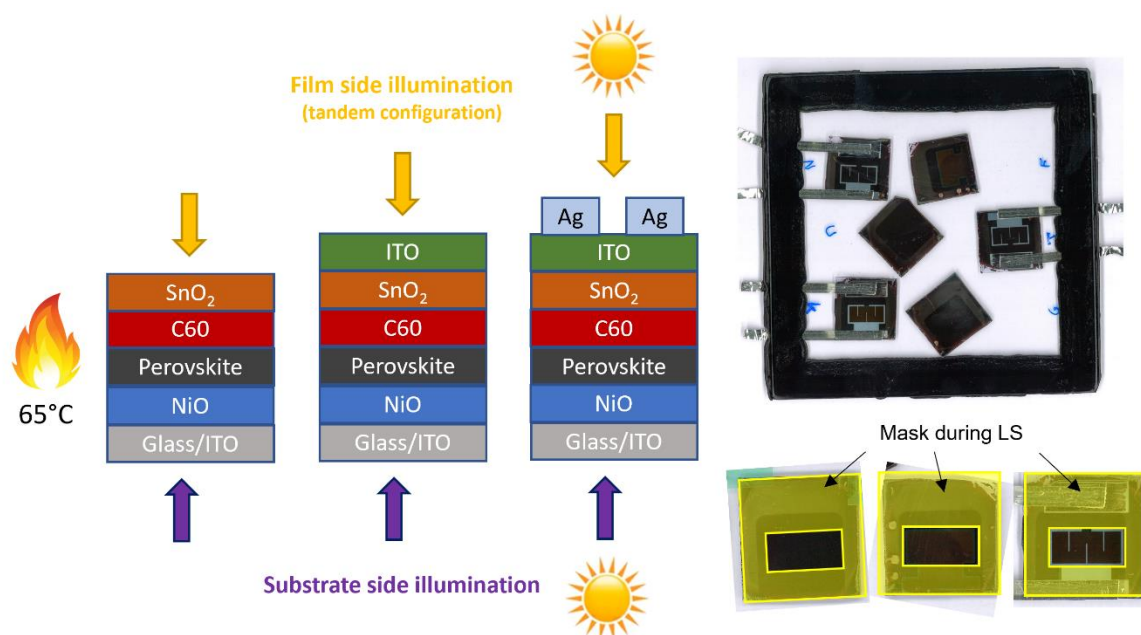 Film side illumination
(tandem configuration)
Ag
Ag
ITO
ITO
SnO₂
SnO₂
SnO₂
C60
C60
C60
Perovskite
Perovskite
Perovskite
NiO
NiO
NiO
Glass/ITO
Glass/ITO
Glass/ITO
65°C
Substrate side illumination
Mask during LS